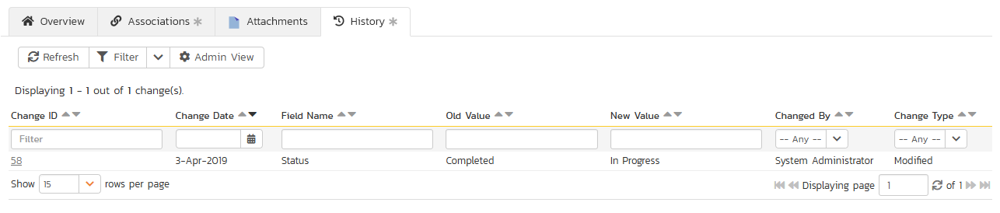 Overview Associations Attachments History
Refresh Filter Admin View
Displaying 1 - 1 out of 1 change(s).
Change ID Change Date Field Name Old Value New Value Changed By Change Type
Filter -- Any -- -- Any --
58 3-Apr-2019 Status Completed In Progress System Administrator Modified
Show 15 rows per page Displaying page 1 of 1